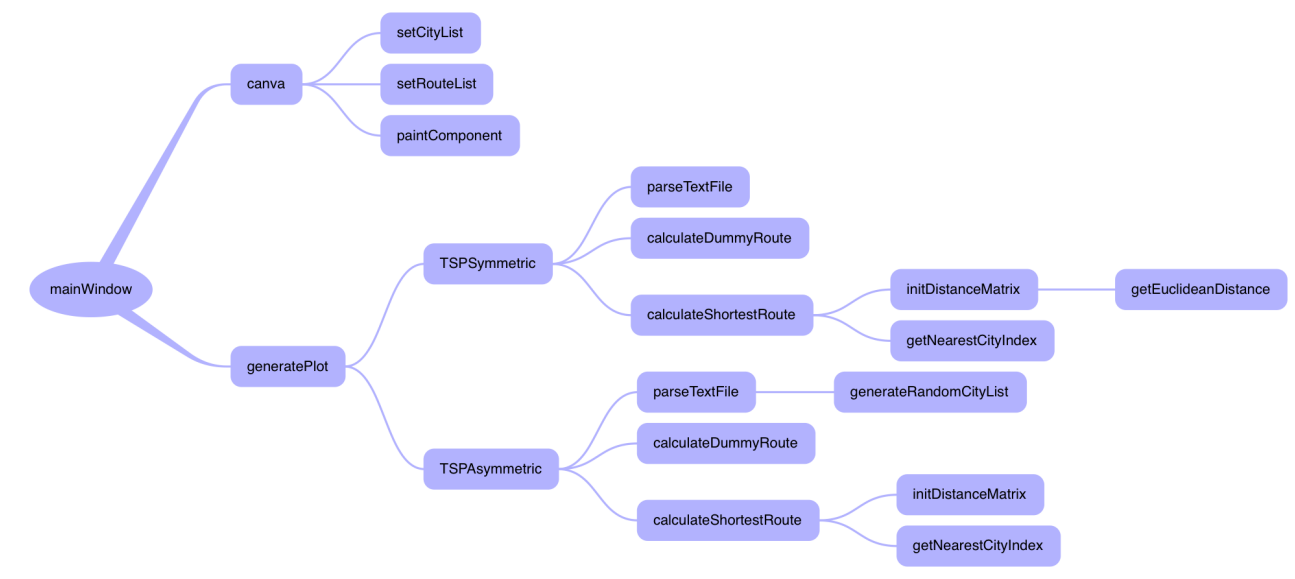 setCityList
canva
setRouteList
paintComponent
parseTextFile
calculateDummyRoute
TSPSymmetric
mainWindow
initDistanceMatrix
getEuclideanDistance
calculateShortestRoute
getNearestCityIndex
generatePlot
parseTextFile
generateRandomCityList
calculateDummyRoute
TSPAsymmetric
initDistanceMatrix
calculateShortestRoute
getNearestCityIndex